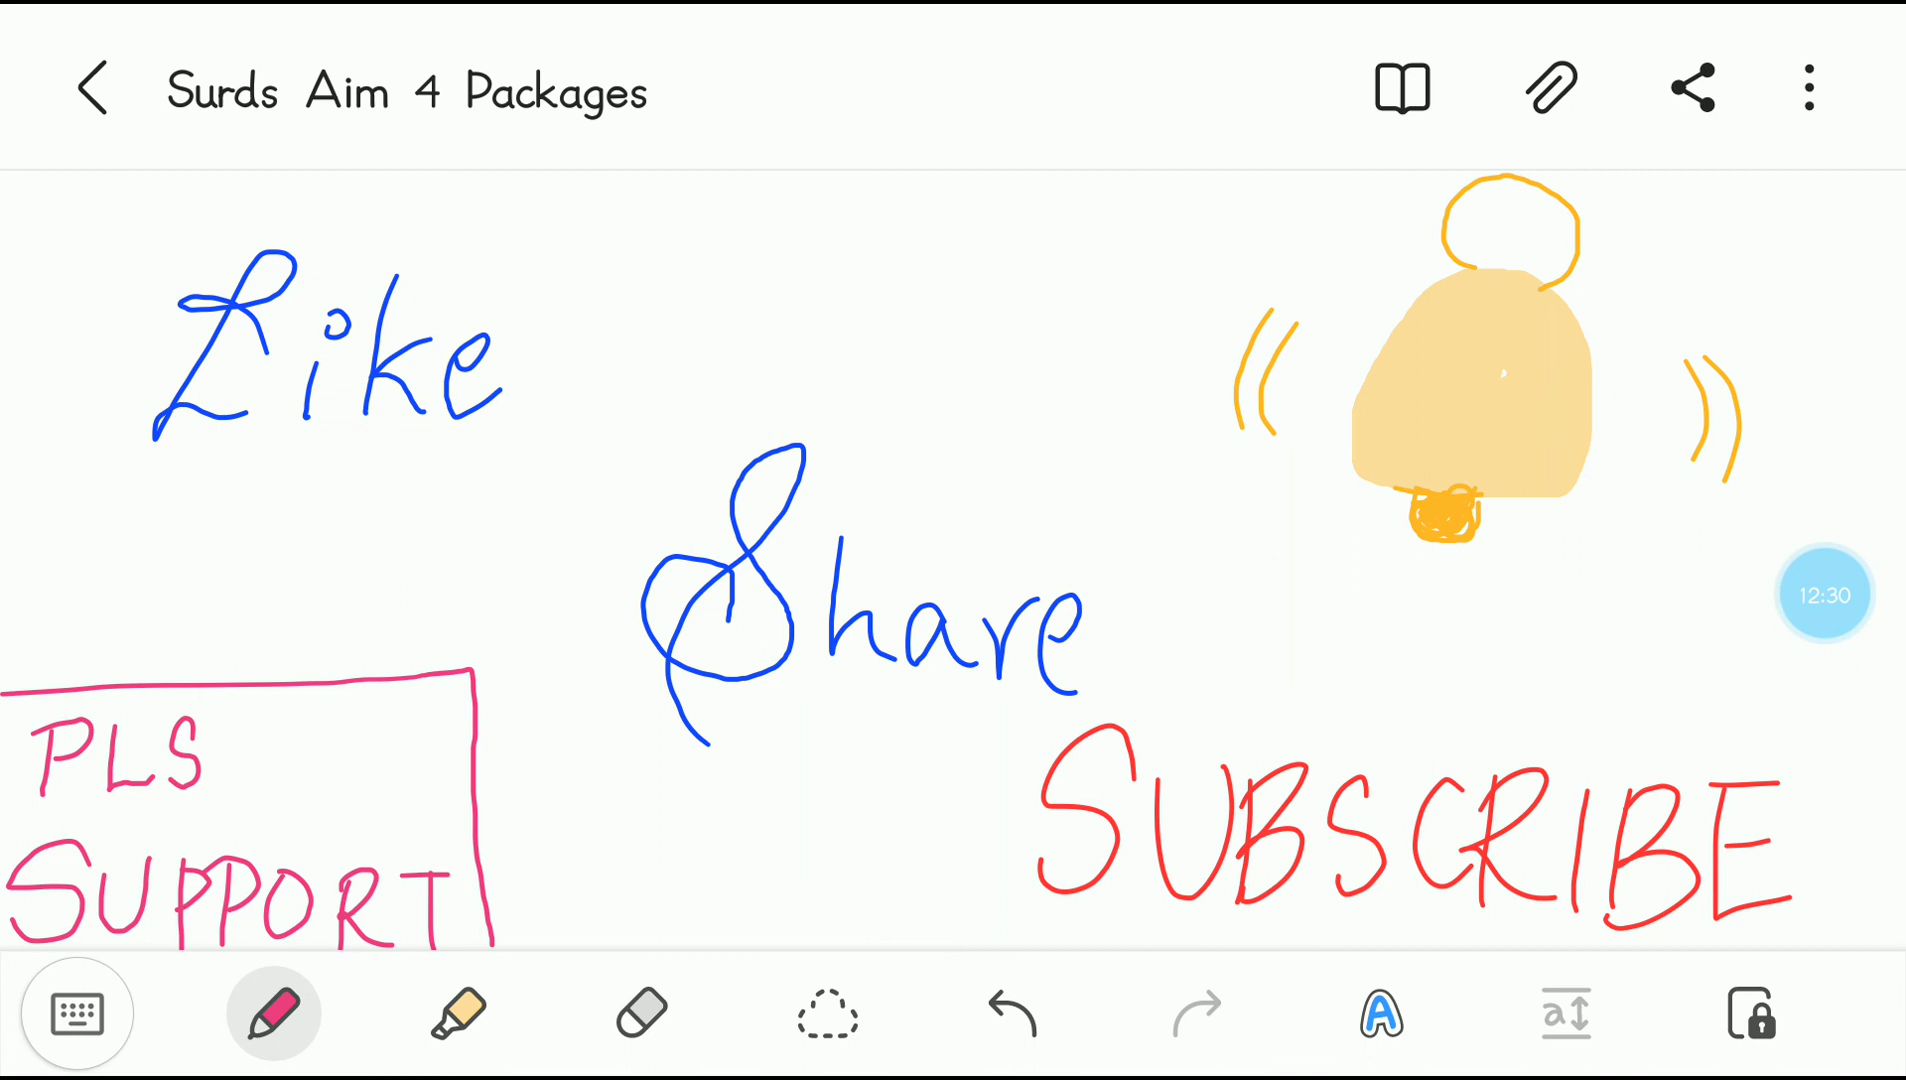 Surds Aim 4 Packages
Like
Share
12:30
PLS
SUPPORT
SUBSCRIBE
A
a